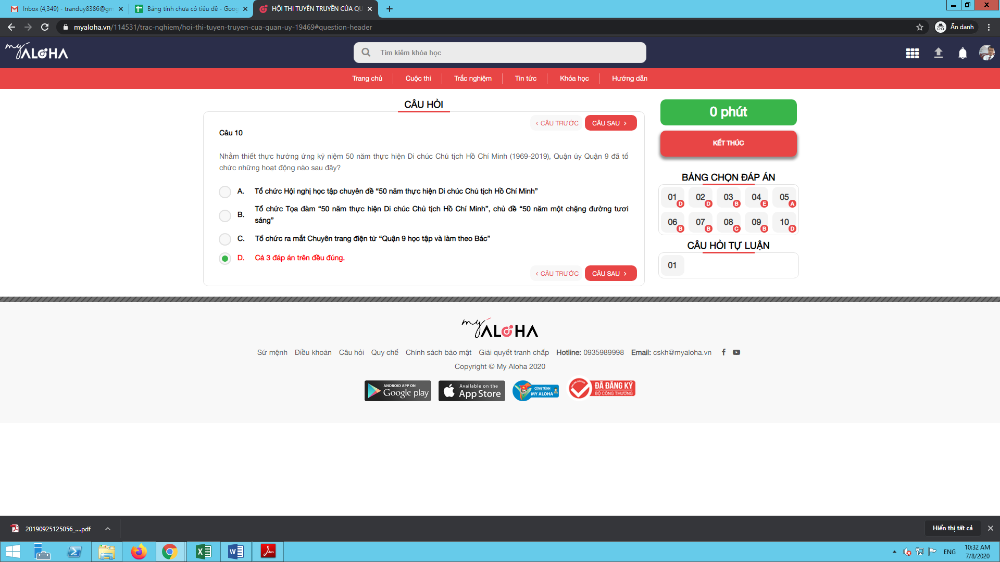 Inbox (4,349) - tranduy8386@gm
Bảng tính chưa có tiêu đề - Goog
HỘI THI TUYÊN TRUYỀN CỦA QU
myaloha.vn/114531/trac-nghiem/hoi-thi-tuyen-truyen-cua-quan-uy-19469#question-header
Ẩn danh
my ALOHA
Tìm kiếm khóa học
Trang chủ
Cuộc thi
Trắc nghiệm
Tin tức
Khóa học
Hướng dẫn
CÂU HỎI
CÂU TRƯỚC
CÂU SAU
Câu 10
Nhằm thiết thực hưởng ứng kỷ niệm 50 năm thực hiện Di chúc Chủ tịch Hồ Chí Minh (1969-2019), Quận ủy Quận 9 đã tổ
chức những hoạt động nào sau đây?
A. Tổ chức Hội nghị học tập chuyên đề “50 năm thực hiện Di chúc Chủ tịch Hồ Chí Minh”
B. Tổ chức Tọa đàm “50 năm thực hiện Di chúc Chủ tịch Hồ Chí Minh”, chủ đề “50 năm một chặng đường tươi
sáng”
C. Tổ chức ra mắt Chuyên trang điện tử “Quận 9 học tập và làm theo Bác”
D. Cả 3 đáp án trên đều đúng.
CÂU TRƯỚC
CÂU SAU
0 phút
KẾT THÚC
BẢNG CHỌN ĐÁP ÁN
01 D 02 D 03 B 04 E 05 A
06 B 07 B 08 C 09 B 10 D
CÂU HỎI TỰ LUẬN
01
my ALOHA
Sứ mệnh Điều khoản Câu hỏi Quy chế Chính sách bảo mật Giải quyết tranh chấp Hotline: 0935989998 Email: cskh@myaloha.vn
Copyright © My Aloha 2020
ANDROID APP ON
Google play
Available on the
App Store
CÔNG TRÌNH
MY ALOHA
ĐÃ ĐĂNG KÝ
BỘ CÔNG THƯƠNG
20190925125056_....pdf
Hiển thị tất cả
ENG
10:32 AM
7/8/2020